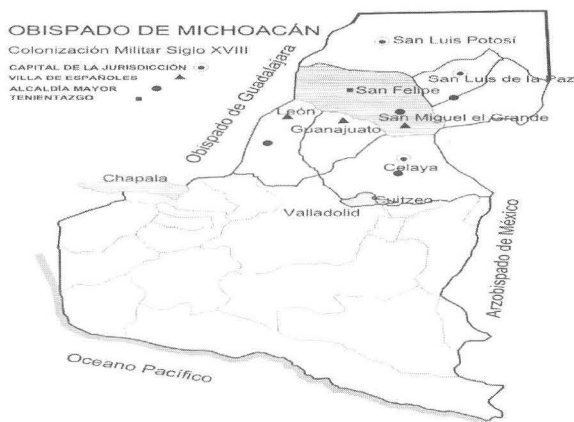 OBISPADO DE MICHOACÁN
Colonización Militar Siglo XVIII
CAPITAL DE LA JURISDICCIÓN
VILLA DE ESPAÑOLES
ALCALDÍA MAYOR
TENIENTAZGO
Obispado de Guadalajara
San Luis Potosí
San Luis de la Paz
San Felipe
León
Guanajuato
San Miguel el Grande
Celaya
Chapala
Cuitzeo
Valladolid
Arzobispado de México
Oceano Pacífico